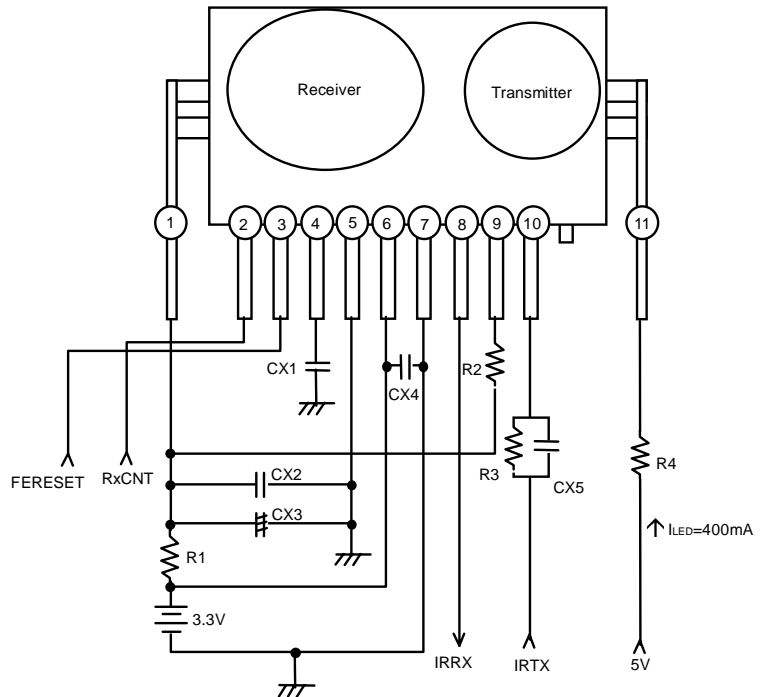 Receiver
Transmitter
1
2
3
4
5
6
7
8
9
10
11
CX1
CX4
R2
R3
CX5
R4
FERESET
RxCNT
CX2
CX3
R1
ILED=400mA
3.3V
IRRX
IRTX
5V